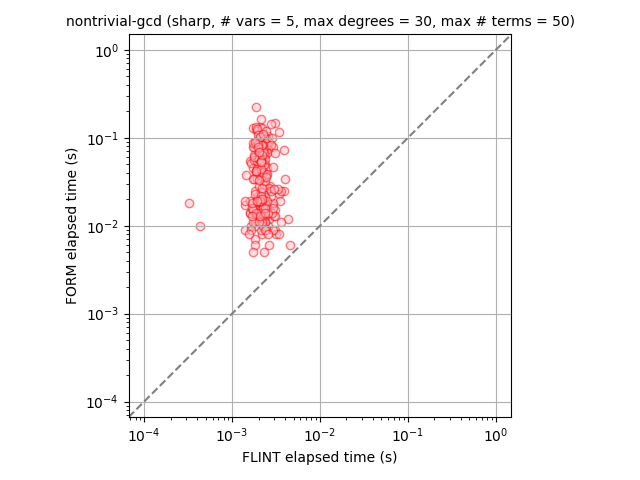 nontrivial-gcd (sharp, # vars = 5, max degrees = 30, max # terms = 50)
FORM elapsed time (s)
10⁰
10⁻¹
10⁻²
10⁻³
10⁻⁴
10⁻⁴ 10⁻³ 10⁻² 10⁻¹ 10⁰
FLINT elapsed time (s)